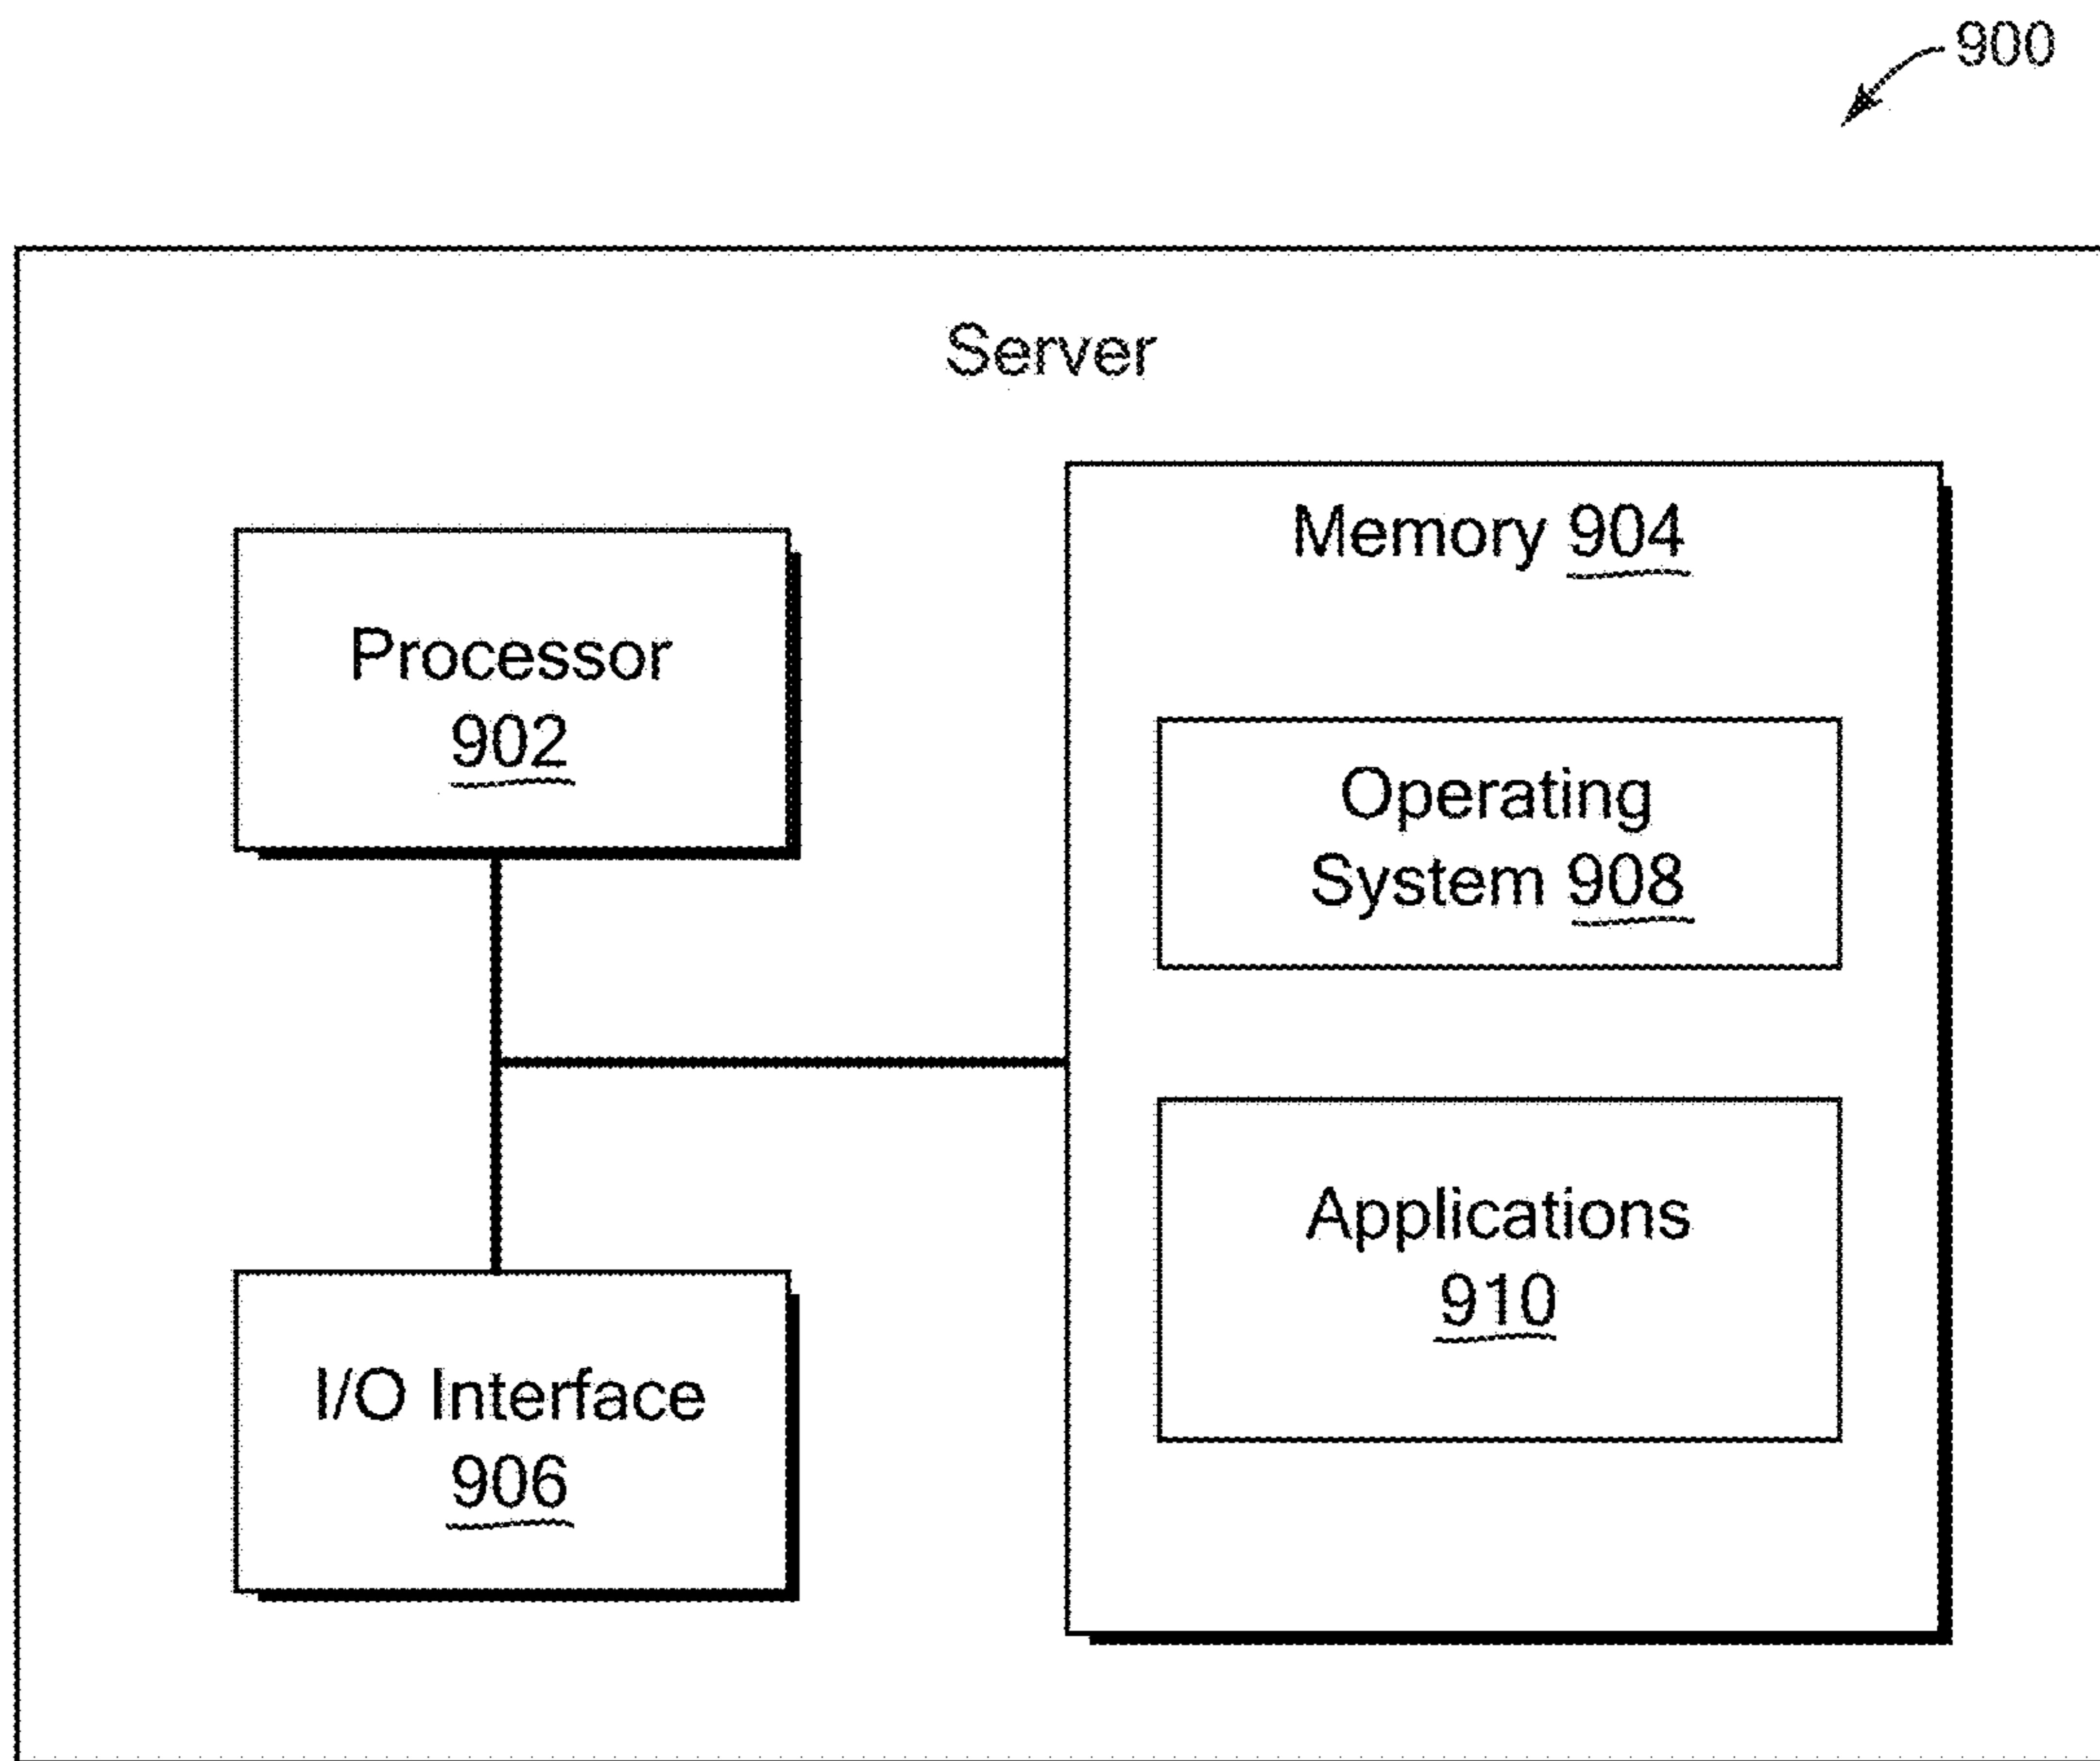 900
Server
Processor
902
Memory 904
Operating
System 908
Applications
910
I/O Interface
906